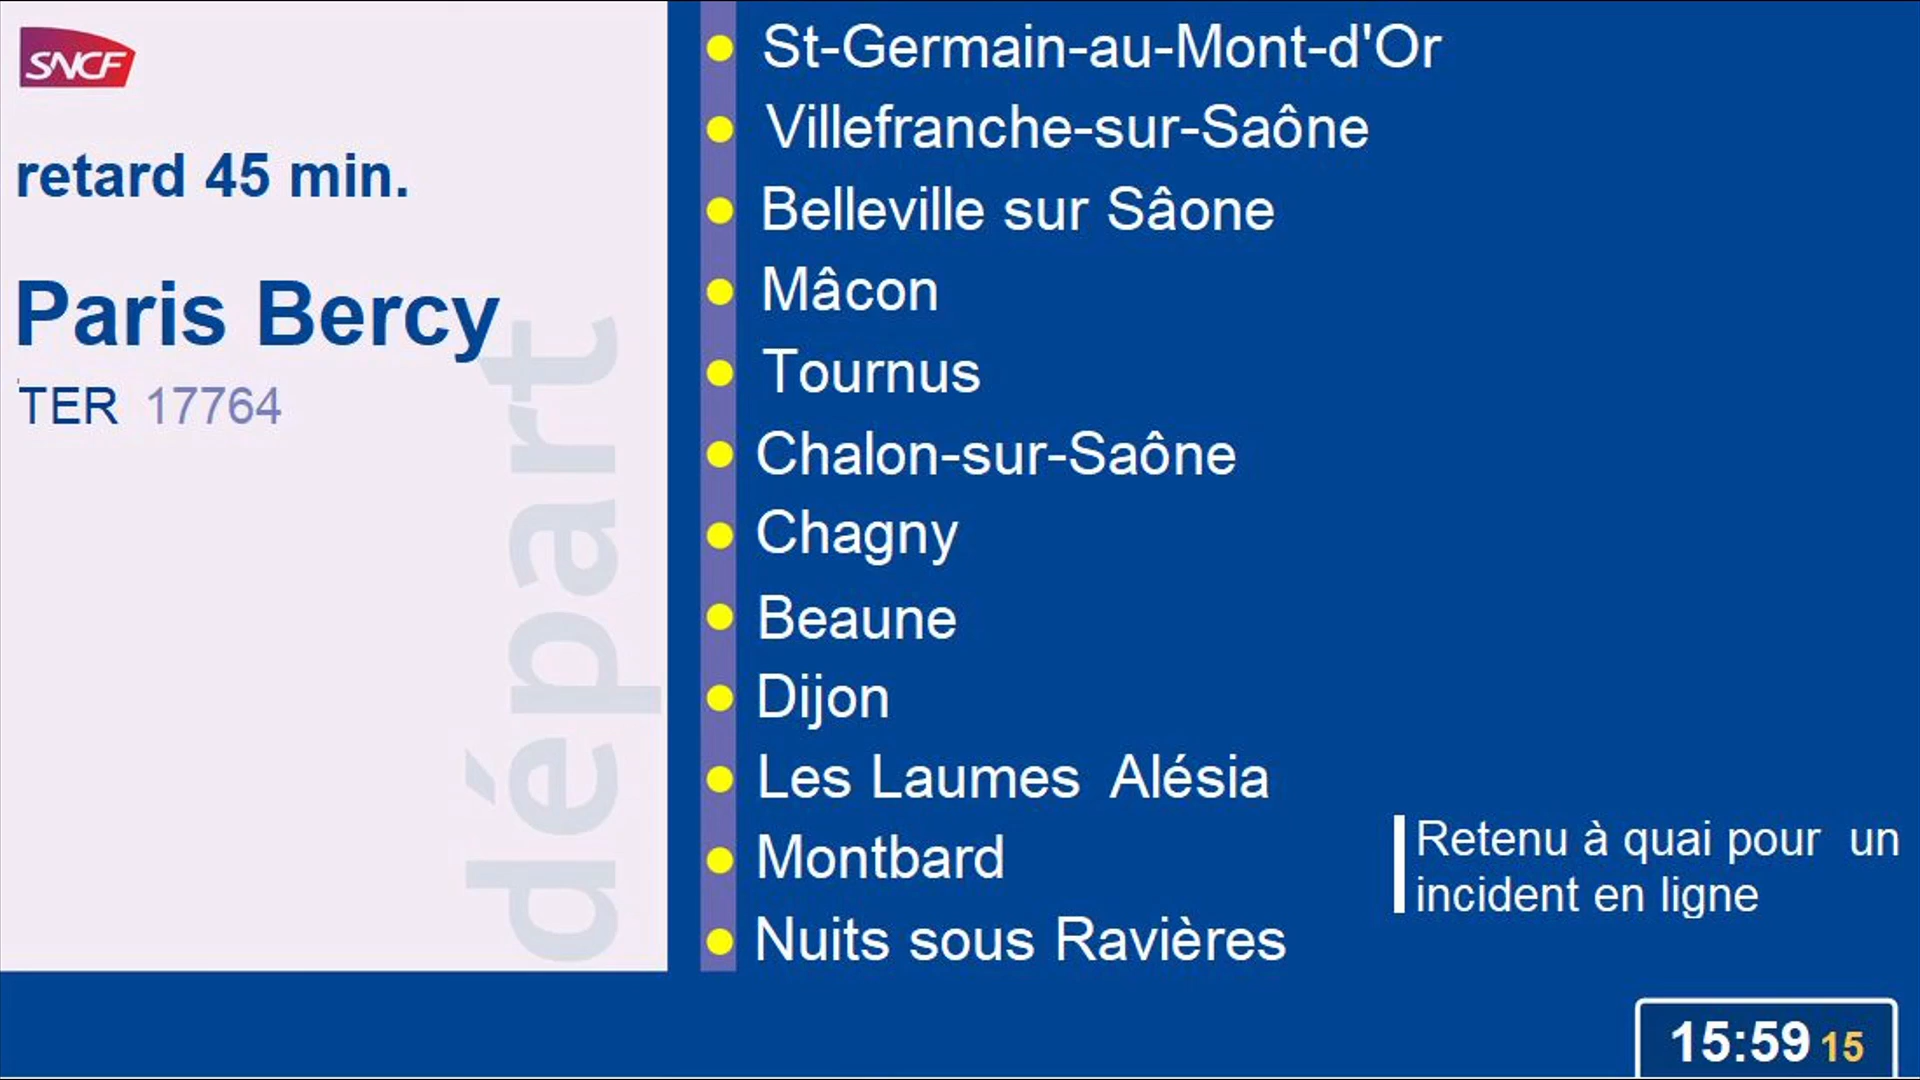 SNCF
retard 45 min.
Paris Bercy
TER 17764
départ
St-Germain-au-Mont-d'Or
Villefranche-sur-Saône
Belleville sur Sâone
Mâcon
Tournus
Chalon-sur-Saône
Chagny
Beaune
Dijon
Les Laumes Alésia
Montbard
Nuits sous Ravières
Retenu à quai pour un
incident en ligne
15:59 15